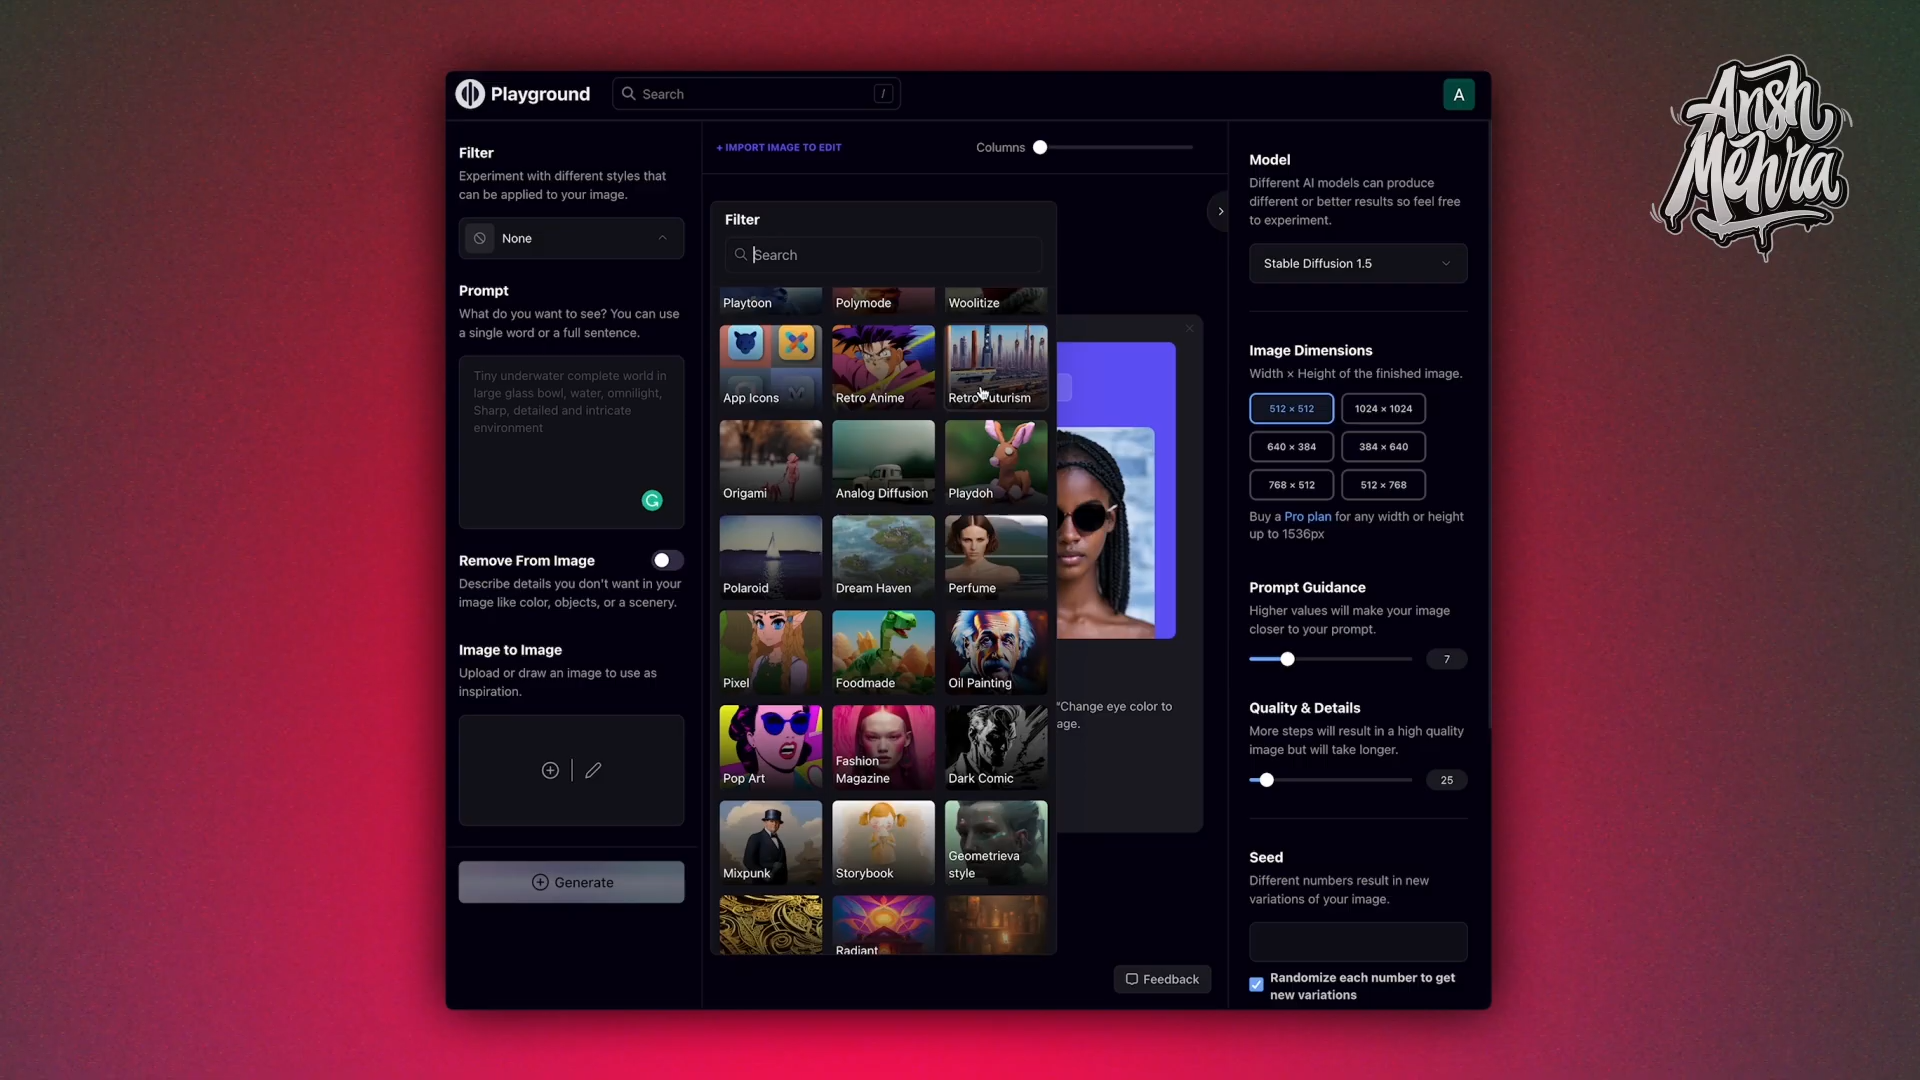 Playground
Search
/
A
Ansh
Mehra
Filter
Experiment with different styles that
can be applied to your image.
None
Prompt
What do you want to see? You can use
a single word or a full sentence.
Tiny underwater complete world in
large glass bowl, water, omnilight,
Sharp, detailed and intricate
environment
Remove From Image
Describe details you don't want in your
image like color, objects, or a scenery.
Image to Image
Upload or draw an image to use as
inspiration.
Generate
+ IMPORT IMAGE TO EDIT
Columns
Filter
Search
Playtoon
Polymode
Woolitize
App Icons
Retro Anime
Retro Futurism
Origami
Analog Diffusion
Playdoh
Polaroid
Dream Haven
Perfume
Pixel
Foodmade
Oil Painting
Pop Art
Fashion
Magazine
Dark Comic
Mixpunk
Storybook
Geometrieva
style
Radiant
"Change eye color to
age.
Feedback
Model
Different AI models can produce
different or better results so feel free
to experiment.
Stable Diffusion 1.5
Image Dimensions
Width × Height of the finished image.
512 × 512
1024 × 1024
640 × 384
384 × 640
768 × 512
512 × 768
Buy a Pro plan for any width or height
up to 1536px
Prompt Guidance
Higher values will make your image
closer to your prompt.
7
Quality & Details
More steps will result in a high quality
image but will take longer.
25
Seed
Different numbers result in new
variations of your image.
Randomize each number to get
new variations